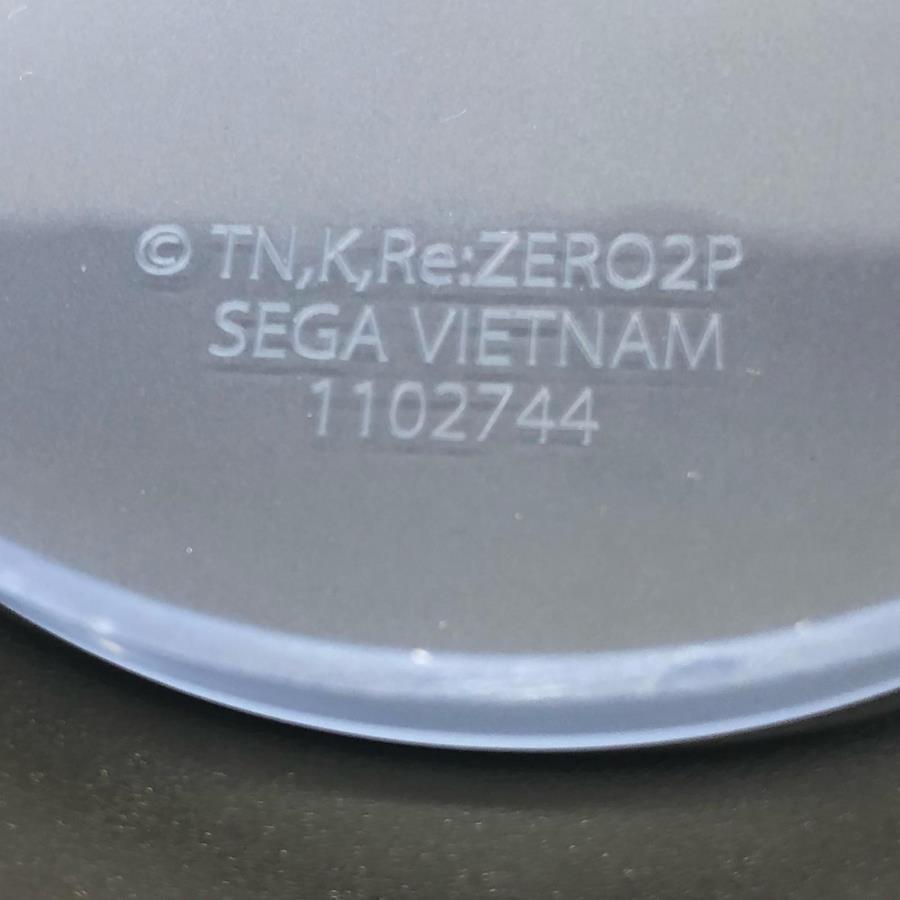 © TN,K,Re:ZERO2P
SEGA VIETNAM
1102744